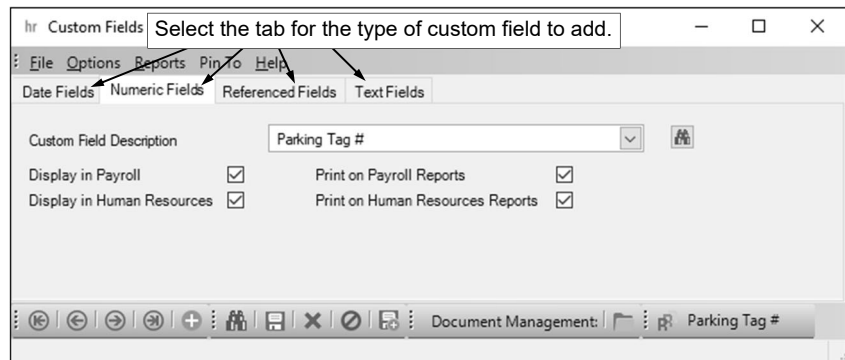 hr Custom Fields
Select the tab for the type of custom field to add.
File Options Reports Pin To Help
Date Fields Numeric Fields Referenced Fields Text Fields
Custom Field Description Parking Tag #
Display in Payroll Print on Payroll Reports
Display in Human Resources Print on Human Resources Reports
Document Management: pR Parking Tag #